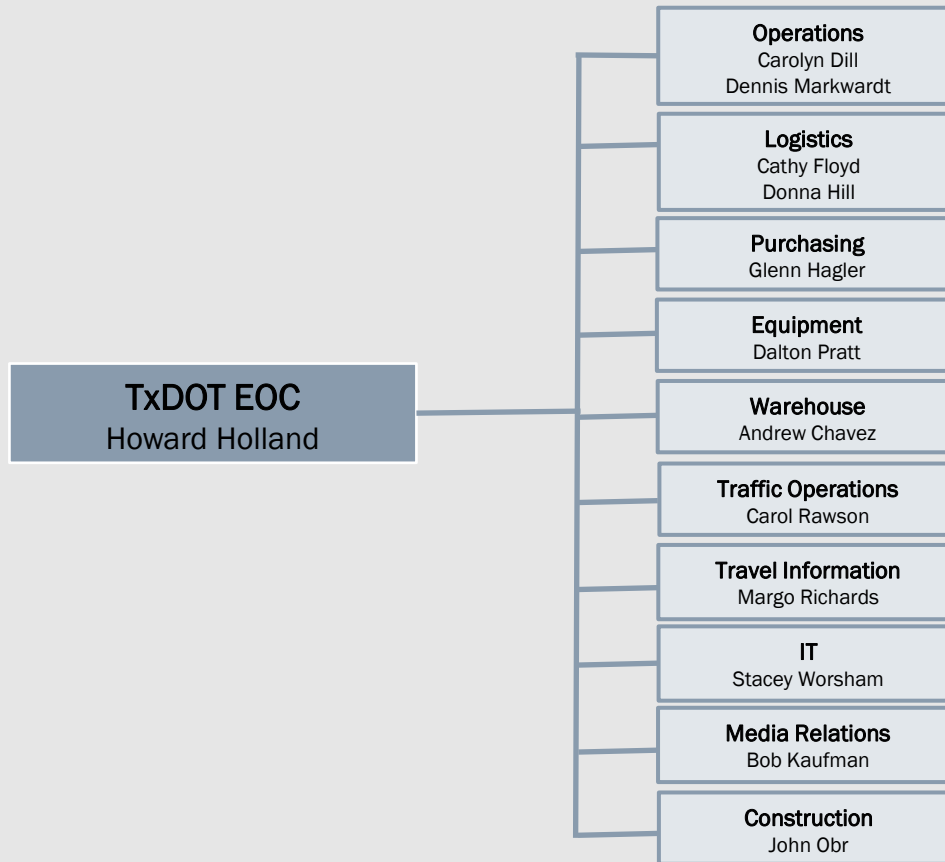 TxDOT EOC
Howard Holland
Operations
Carolyn Dill
Dennis Markwardt
Logistics
Cathy Floyd
Donna Hill
Purchasing
Glenn Hagler
Equipment
Dalton Pratt
Warehouse
Andrew Chavez
Traffic Operations
Carol Rawson
Travel Information
Margo Richards
IT
Stacey Worsham
Media Relations
Bob Kaufman
Construction
John Obr